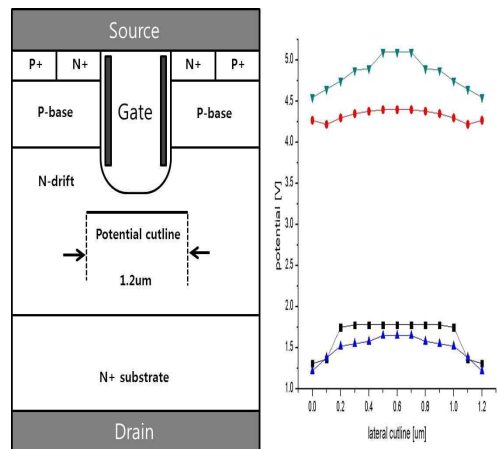 Source
P+ N+ N+ P+
P-base Gate P-base
N-drift
Potential cutline
1.2um
N+ substrate
Drain
potential [V]
5.0
4.5
4.0
3.5
3.0
2.5
2.0
1.5
1.0
0.0 0.2 0.4 0.6 0.8 1.0 1.2
lateral cutline [um]